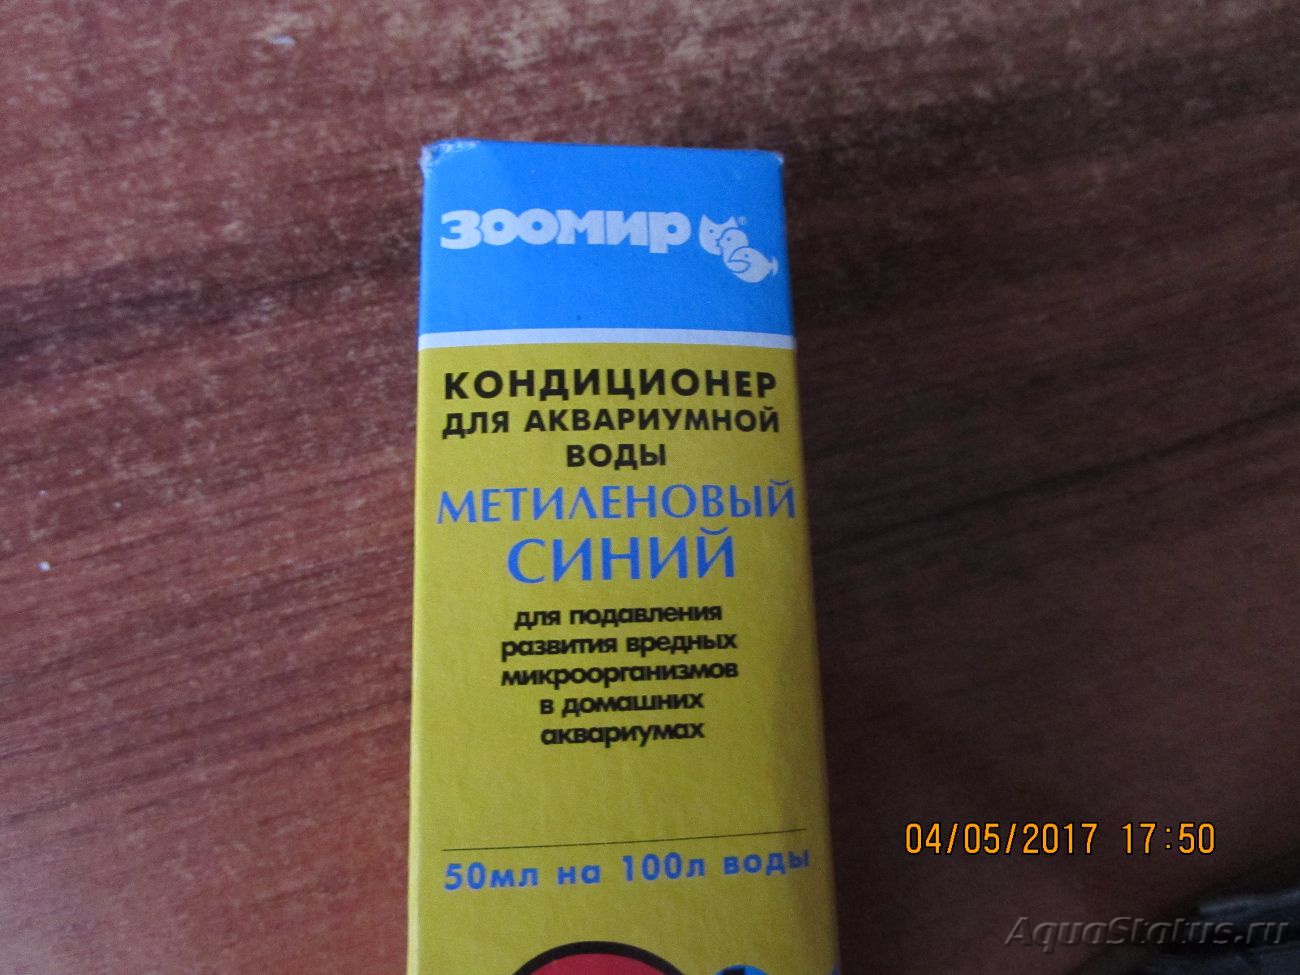 ЗООМИР®
КОНДИЦИОНЕР
ДЛЯ АКВАРИУМНОЙ
ВОДЫ
МЕТИЛЕНОВЫЙ
СИНИЙ
для подавления
развития вредных
микроорганизмов
в домашних
аквариумах
50мл на 100л воды
04/05/2017 17:50
AquaStatus.ru